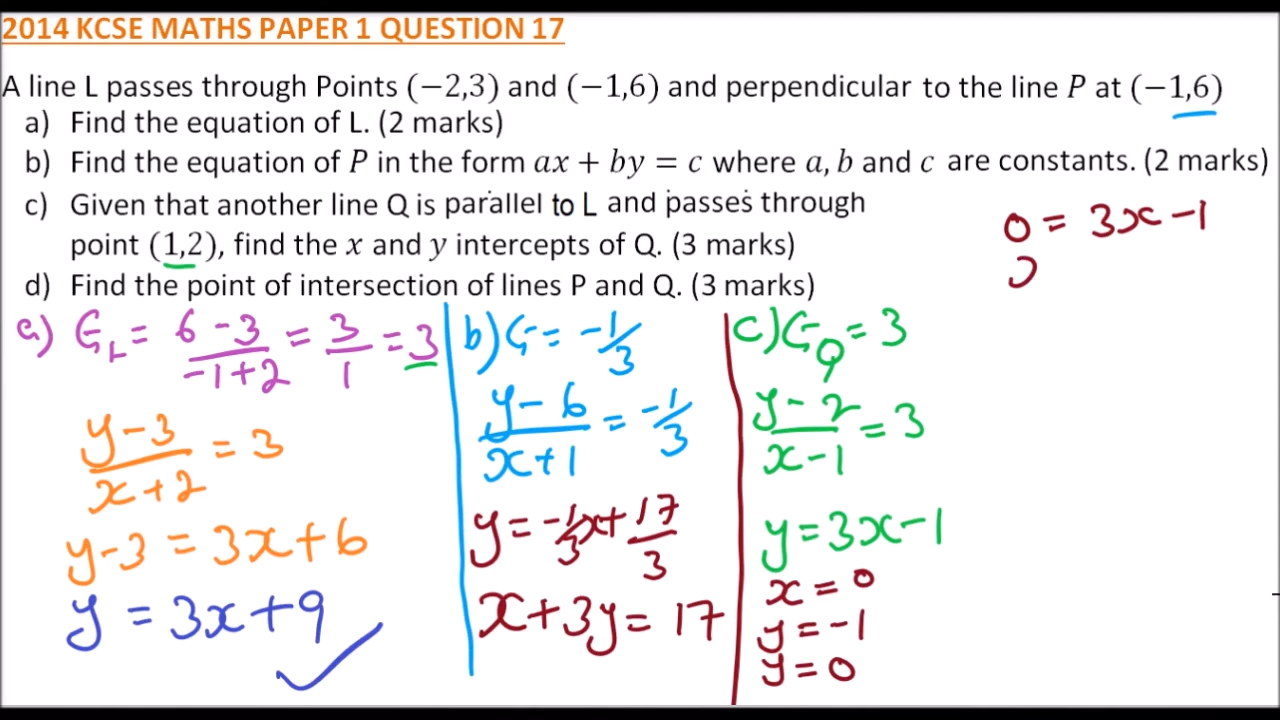 2014 KCSE MATHS PAPER 1 QUESTION 17
A line L passes through Points (−2,3) and (−1,6) and perpendicular to the line P at (−1,6)
a) Find the equation of L. (2 marks)
b) Find the equation of P in the form ax + by = c where a, b and c are constants. (2 marks)
c) Given that another line Q is parallel to L and passes through
point (1,2), find the x and y intercepts of Q. (3 marks)
d) Find the point of intersection of lines P and Q. (3 marks)
a) G_L = (6 − 3)/(−1+2) = 3/1 = 3
(y−3)/(x+2) = 3
y−3 = 3x+6
y = 3x+9
b) G = −1/3
(y−6)/(x+1) = −1/3
y = −1/3x + 17/3
x+3y = 17
c) G_Q = 3
(y−2)/(x−1) = 3
y = 3x−1
x = 0
y = −1
y = 0
0 = 3x −1